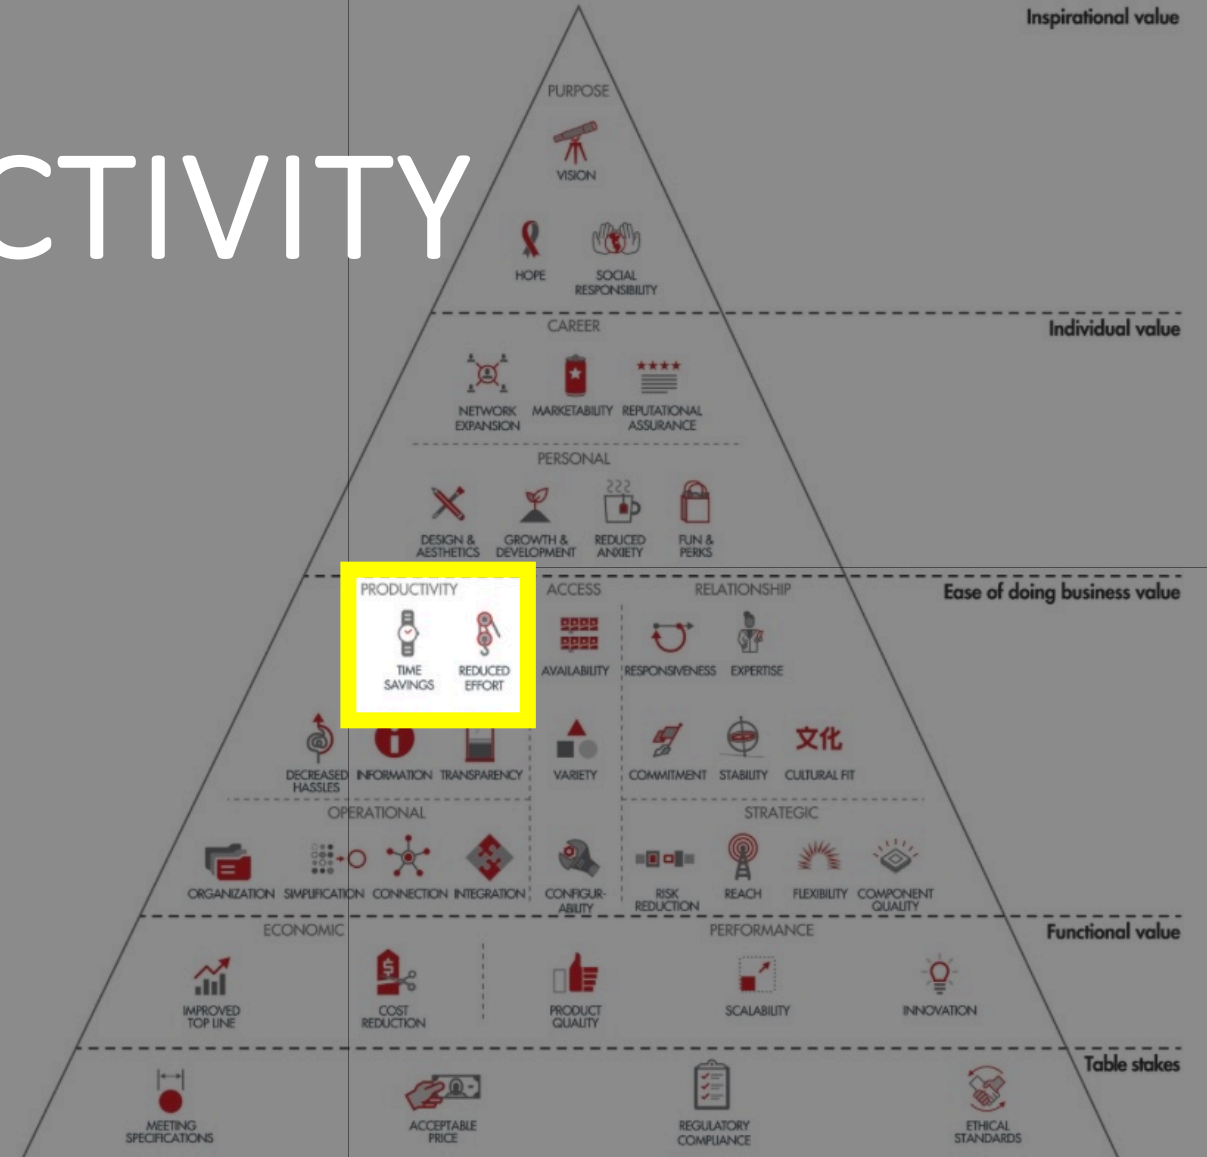 Inspirational value
PURPOSE
CTIVITY
VISION
HOPE
SOCIAL
RESPONSIBILITY
Individual value
CAREER
NETWORK
EXPANSION
MARKETABILITY
REPUTATIONAL
ASSURANCE
PERSONAL
DESIGN &
AESTHETICS
GROWTH &
DEVELOPMENT
REDUCED
ANXIETY
FUN &
PERKS
Ease of doing business value
PRODUCTIVITY
ACCESS
RELATIONSHIP
TIME
SAVINGS
REDUCED
EFFORT
AVAILABILITY
RESPONSIVENESS
EXPERTISE
文化
DECREASED
HASSLES
INFORMATION
TRANSPARENCY
VARIETY
COMMITMENT
STABILITY
CULTURAL FIT
OPERATIONAL
STRATEGIC
ORGANIZATION
SIMPLIFICATION
CONNECTION
INTEGRATION
CONFIGUR-
ABILITY
RISK
REDUCTION
REACH
FLEXIBILITY
COMPONENT
QUALITY
Functional value
ECONOMIC
PERFORMANCE
$
IMPROVED
TOP LINE
COST
REDUCTION
PRODUCT
QUALITY
SCALABILITY
INNOVATION
Table stakes
MEETING
SPECIFICATIONS
ACCEPTABLE
PRICE
REGULATORY
COMPLIANCE
ETHICAL
STANDARDS